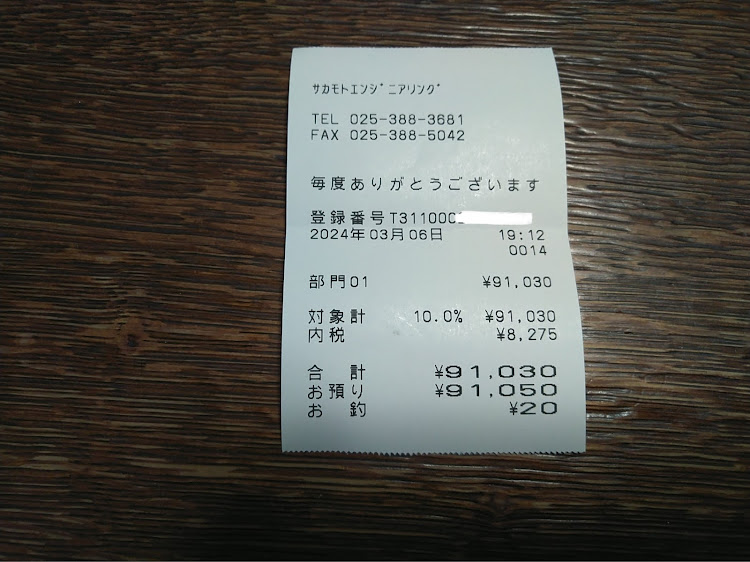 サカモトエンジニアリング
TEL 025-388-3681
FAX 025-388-5042
毎度ありがとうございます
登録番号T311000
2024年03月06日 19:12
0014
部門01 ¥91,030
対象計 10.0% ¥91,030
内税 ¥8,275
合 計 ¥91,030
お預り ¥91,050
お 釣 ¥20